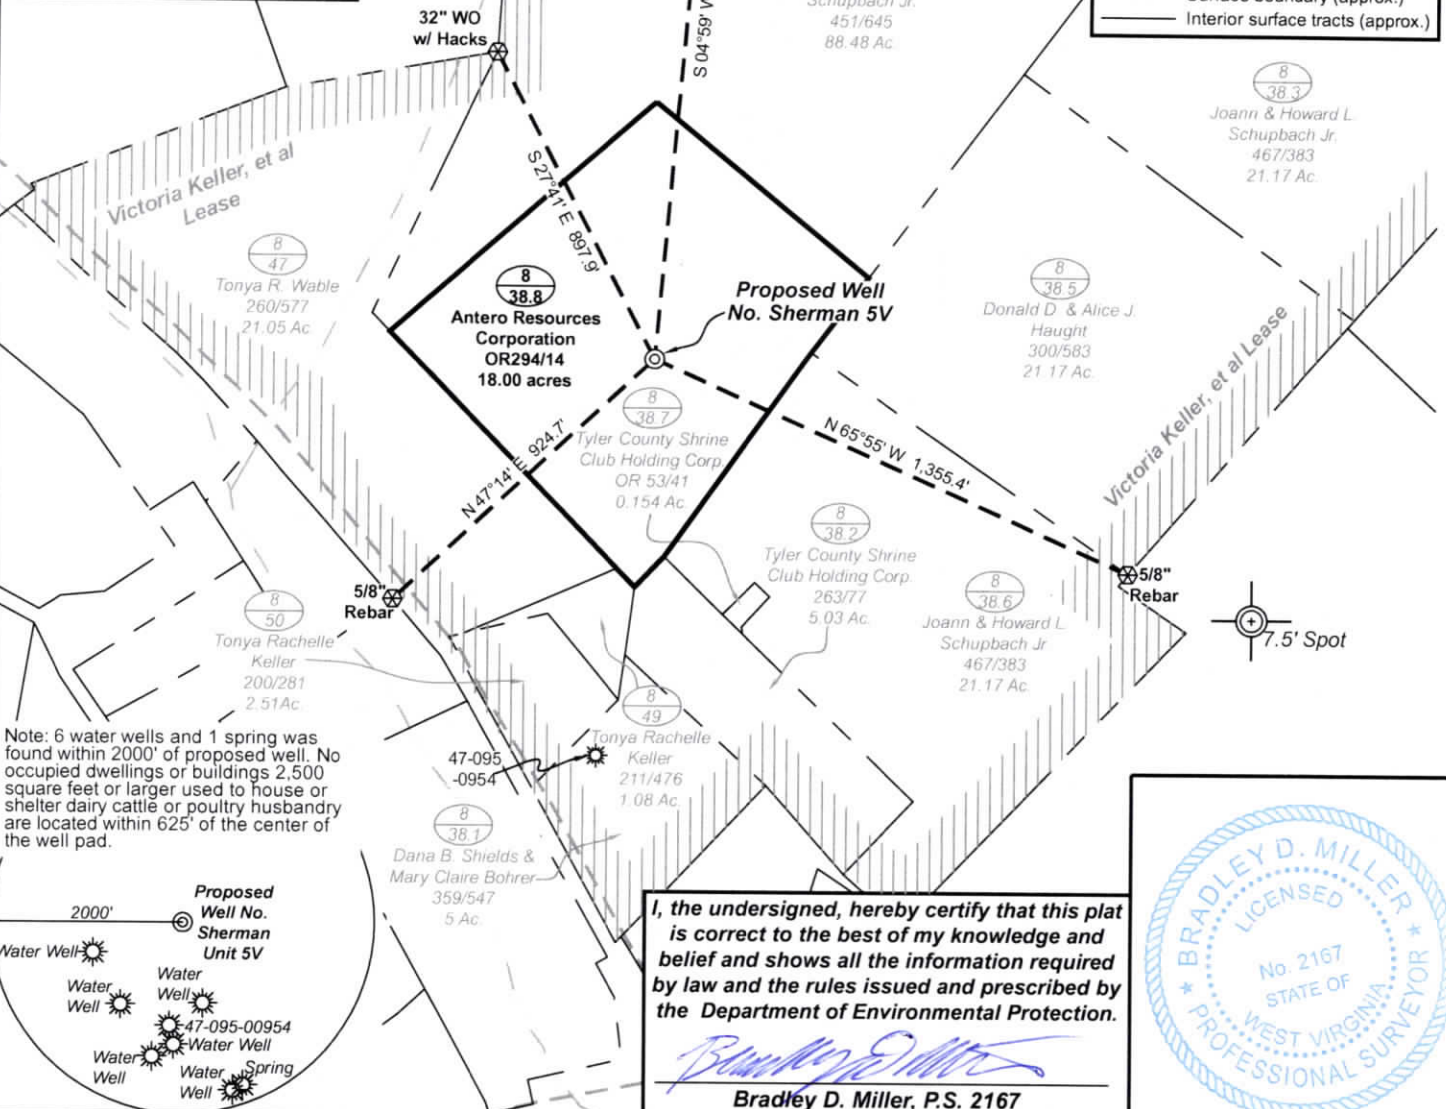 32" WO
w/ Hacks
S 04°59' W
Schupbach Jr.
451/645
88.48 Ac.
Surface boundary (approx.)
Interior surface tracts (approx.)
8
38.3
Joann & Howard L.
Schupbach Jr.
467/383
21.17 Ac.
Victoria Keller, et al
Lease
S 27°41' E 897.9'
8
47
Tonya R. Wable
260/577
21.05 Ac.
8
38.8
Antero Resources
Corporation
OR294/14
18.00 acres
Proposed Well
No. Sherman 5V
8
38.5
Donald D. & Alice J.
Haught
300/583
21.17 Ac.
Victoria Keller, et al Lease
8
38.7
Tyler County Shrine
Club Holding Corp.
OR 53/41
0.154 Ac.
N 47°14' E 924.7'
N 65°55' W 1,355.4'
8
38.2
Tyler County Shrine
Club Holding Corp.
263/77
5.03 Ac.
5/8"
Rebar
5/8"
Rebar
8
38.6
Joann & Howard L.
Schupbach Jr.
467/383
21.17 Ac.
7.5' Spot
8
50
Tonya Rachelle
Keller
200/281
2.51Ac.
8
49
Tonya Rachelle
Keller
211/476
1.08 Ac.
47-095
-0954
Note: 6 water wells and 1 spring was
found within 2000' of proposed well. No
occupied dwellings or buildings 2,500
square feet or larger used to house or
shelter dairy cattle or poultry husbandry
are located within 625' of the center of
the well pad.
8
38.1
Dana B. Shields &
Mary Claire Bohrer
359/547
5 Ac.
2000'
Proposed
Well No.
Sherman
Unit 5V
Water Well
Water
Well
Water
Well
47-095-00954
Water Well
Water
Well
Water
Well
Spring
I, the undersigned, hereby certify that this plat
is correct to the best of my knowledge and
belief and shows all the information required
by law and the rules issued and prescribed by
the Department of Environmental Protection.
Bradley D. Miller, P.S. 2167
BRADLEY D. MILLER
LICENSED
No. 2167
STATE OF
WEST VIRGINIA
PROFESSIONAL SURVEYOR